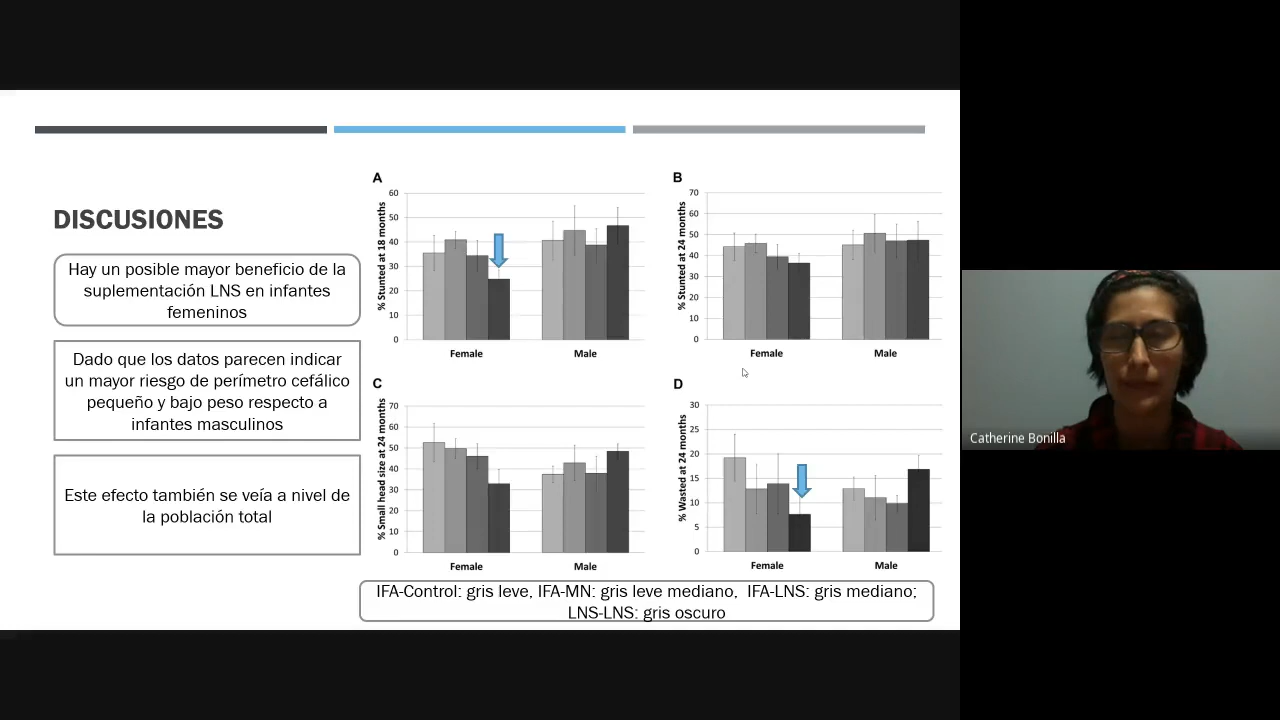 DISCUSIONES
Hay un posible mayor beneficio de la
suplementación LNS en infantes
femeninos
Dado que los datos parecen indicar
un mayor riesgo de perímetro cefálico
pequeño y bajo peso respecto a
infantes masculinos
Este efecto también se veía a nivel de
la población total
A
% Stunted at 18 months
60
50
40
30
20
10
0
Female
Male
B
% Stunted at 24 months
70
60
50
40
30
20
10
0
Female
Male
C
% Small head size at 24 months
70
60
50
40
30
20
10
0
Female
Male
D
% Wasted at 24 months
30
25
20
15
10
5
0
Female
Male
IFA-Control: gris leve, IFA-MN: gris leve mediano, IFA-LNS: gris mediano;
LNS-LNS: gris oscuro
Catherine Bonilla